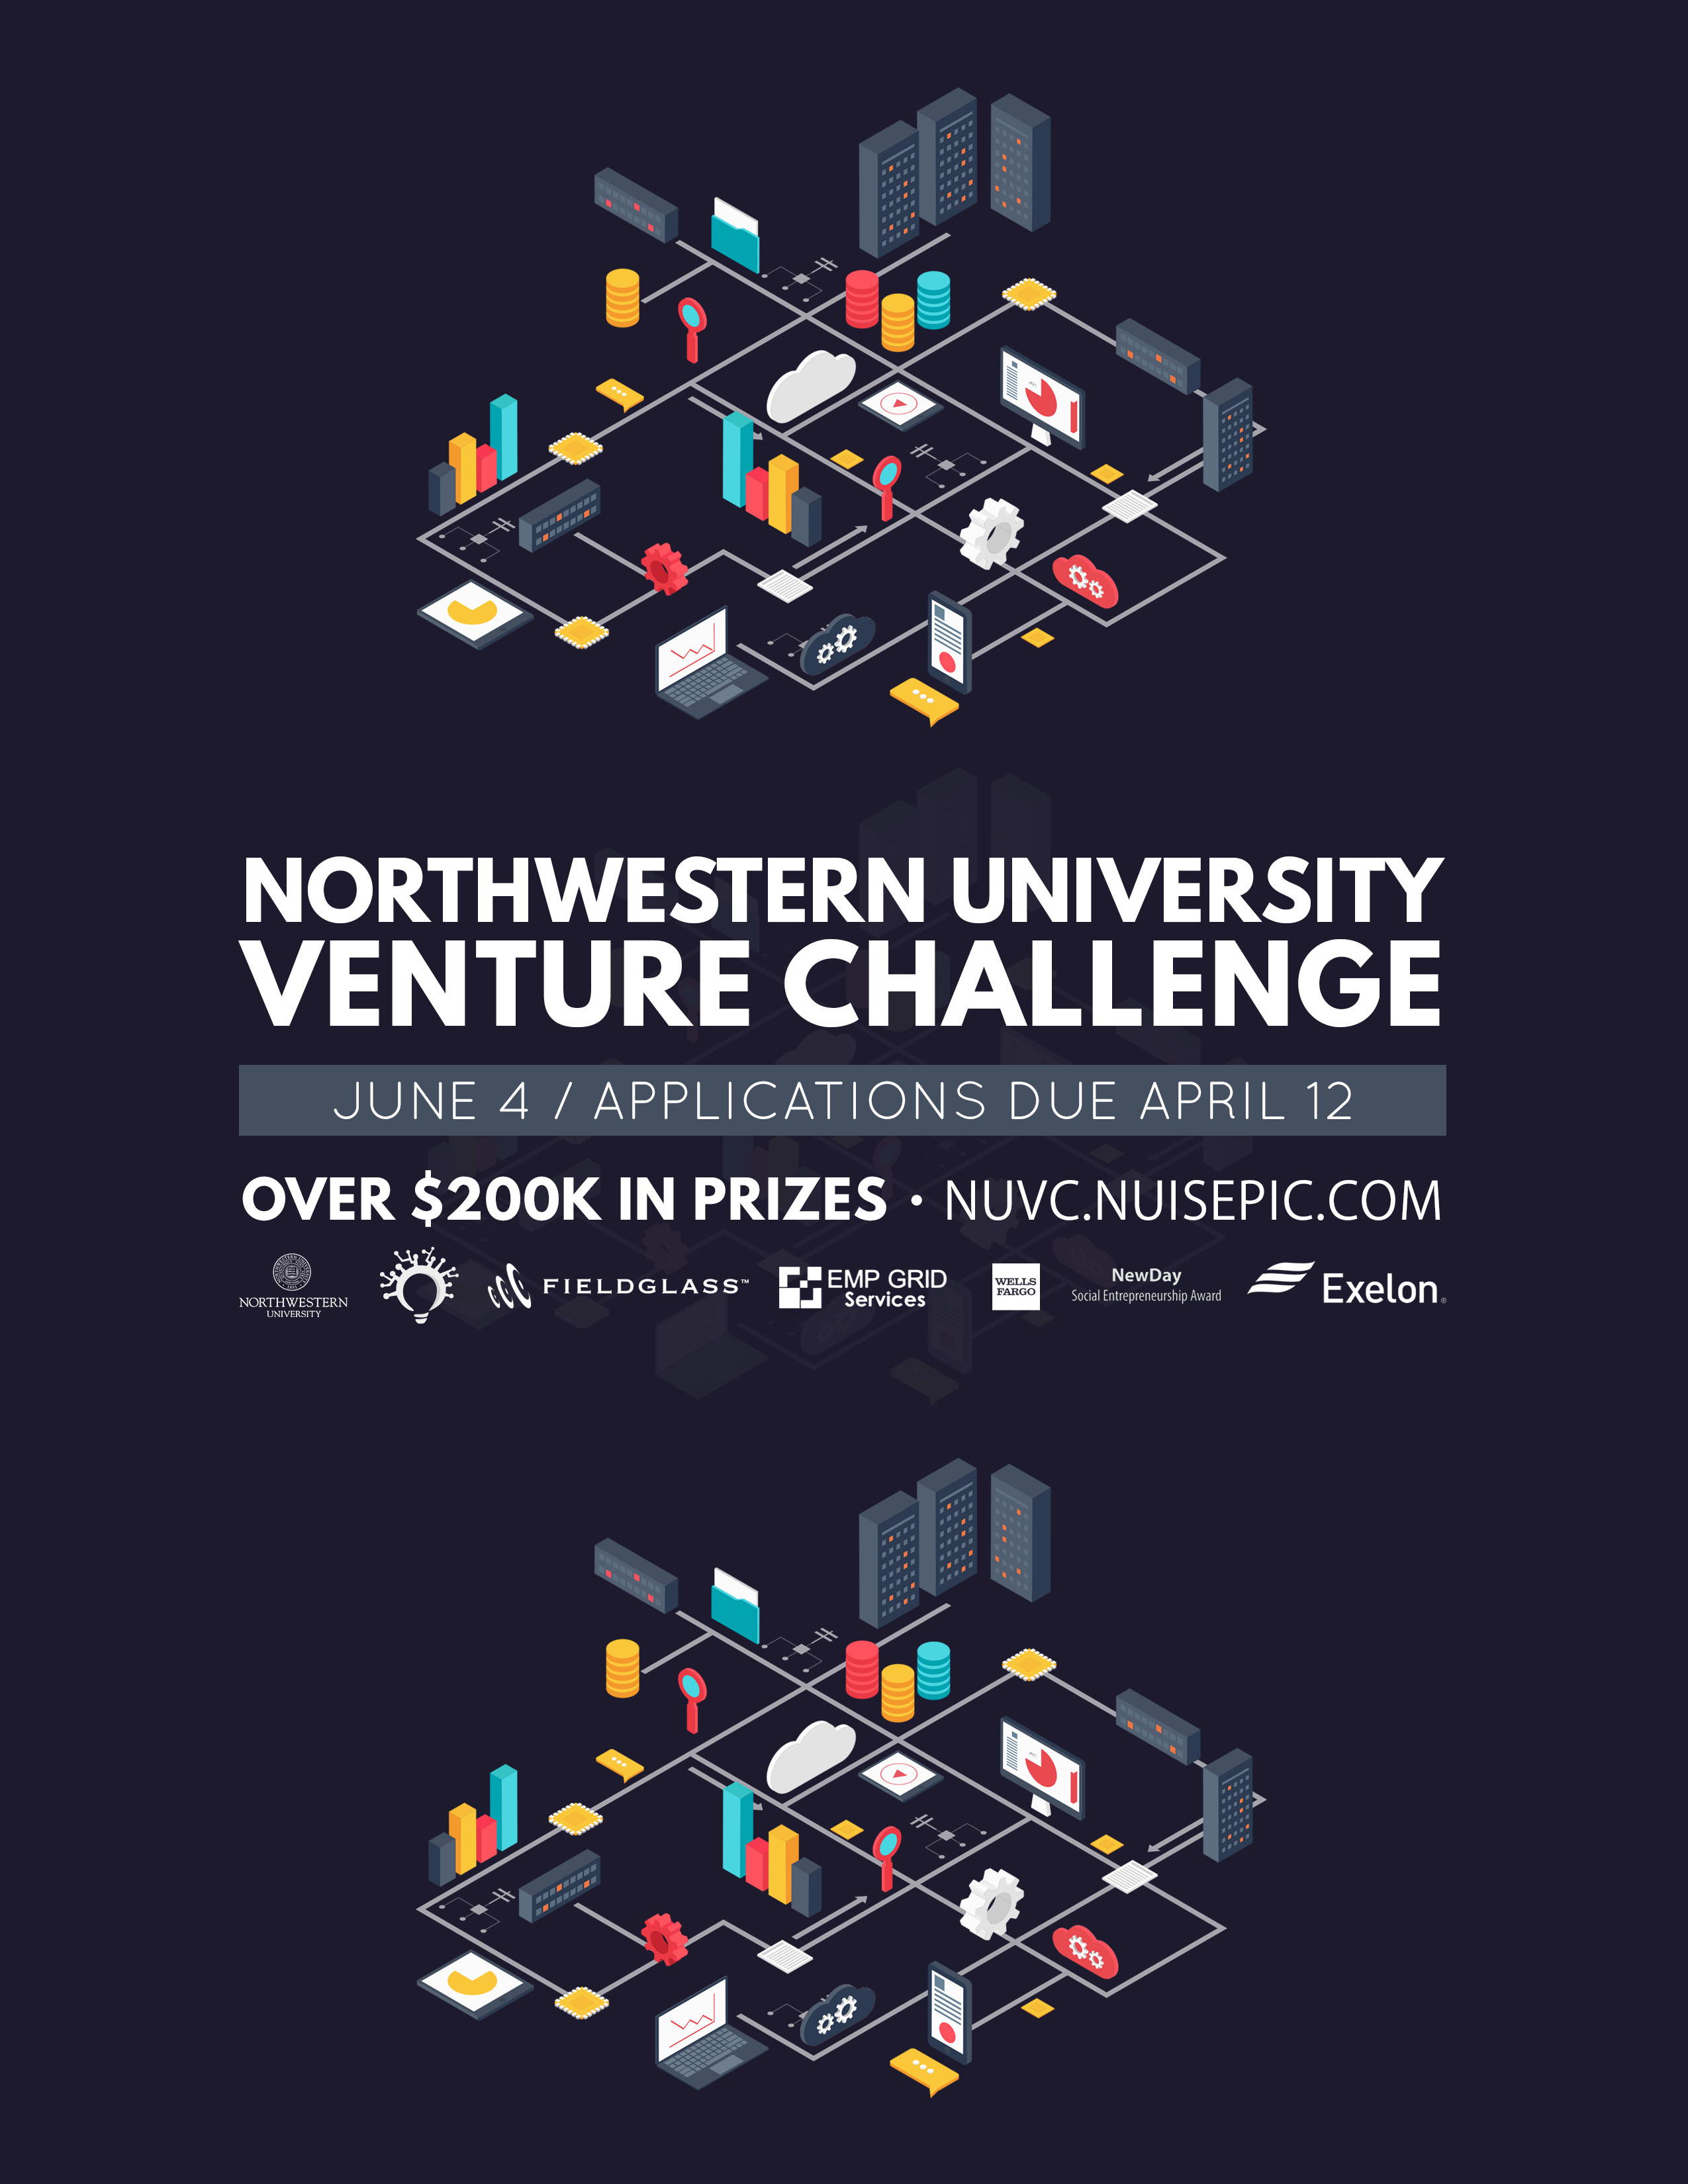 NORTHWESTERN UNIVERSITY
VENTURE CHALLENGE
JUNE 4 / APPLICATIONS DUE APRIL 12
OVER $200K IN PRIZES • NUVC.NUISEPIC.COM
NORTHWESTERN
UNIVERSITY
FIELDGLASS™
EMP GRID
Services
WELLS
FARGO
NewDay
Social Entrepreneurship Award
Exelon®